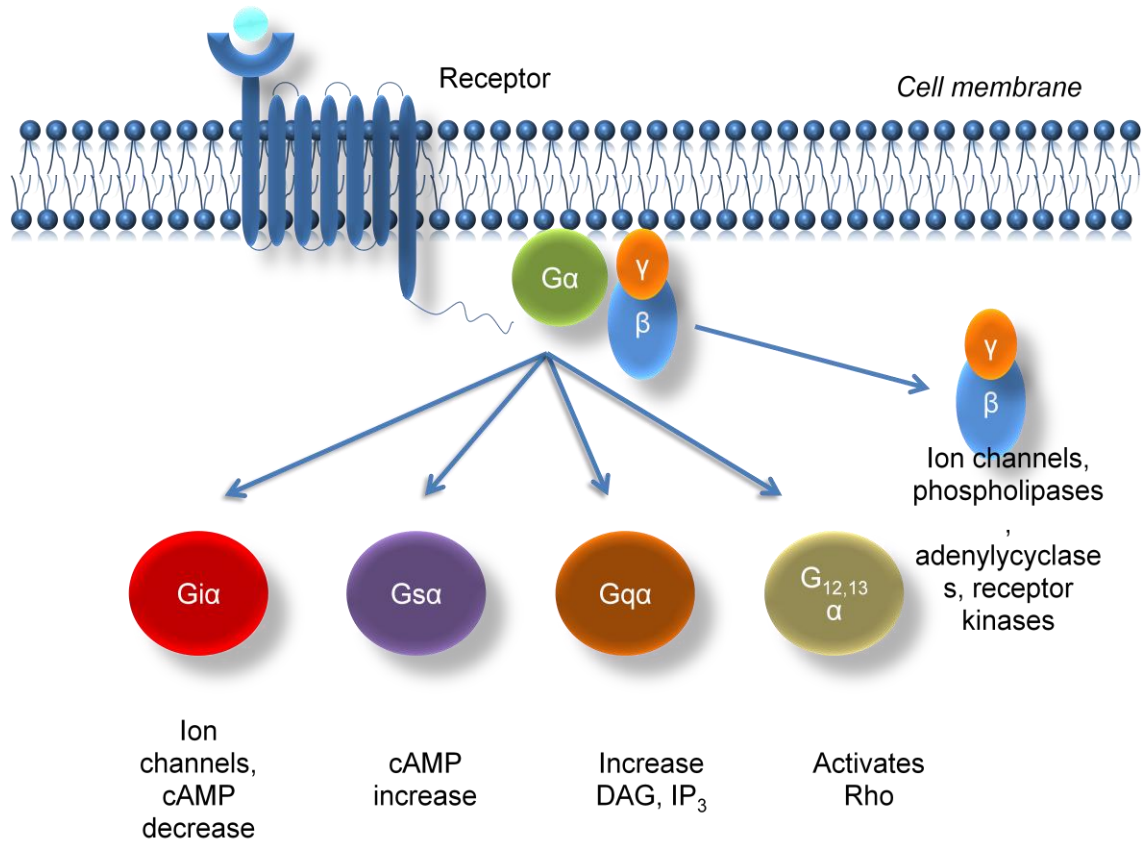 Receptor
Cell membrane
Gα
γ
β
γ
β
Ion channels,
phospholipases
,
adenylyclase
s, receptor
kinases
Giα
Gsα
Gqα
G12,13
α
Ion
channels,
cAMP
decrease
cAMP
increase
Increase
DAG, IP3
Activates
Rho